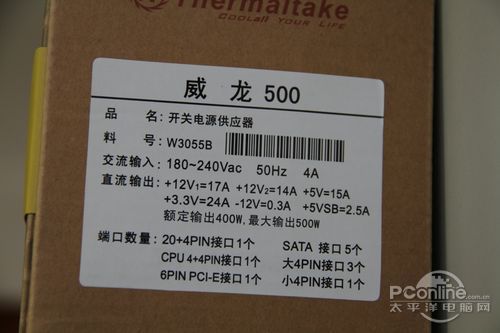 Thermaltake
COOLall YOUR LIFE
威 龙 500
品 名: 开关电源供应器
料 号: W3055B
交流输入: 180~240Vac 50Hz 4A
直流输出: +12V1=17A +12V2=14A +5V=15A
+3.3V=24A -12V=0.3A +5VSB=2.5A
额定输出400W,最大输出500W
端口数量: 20+4PIN接口1个 SATA 接口5个
CPU 4+4PIN接口1个 大4PIN接口3个
6PIN PCI-E接口1个 小4PIN接口1个
PConline
.com.cn
太平洋电脑网